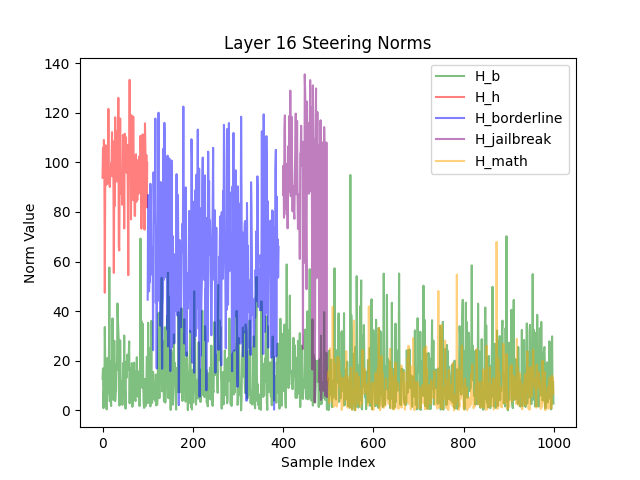 Layer 16 Steering Norms
Norm Value
140
120
100
80
60
40
20
0
H_b
H_h
H_borderline
H_jailbreak
H_math
0
200
400
600
800
1000
Sample Index